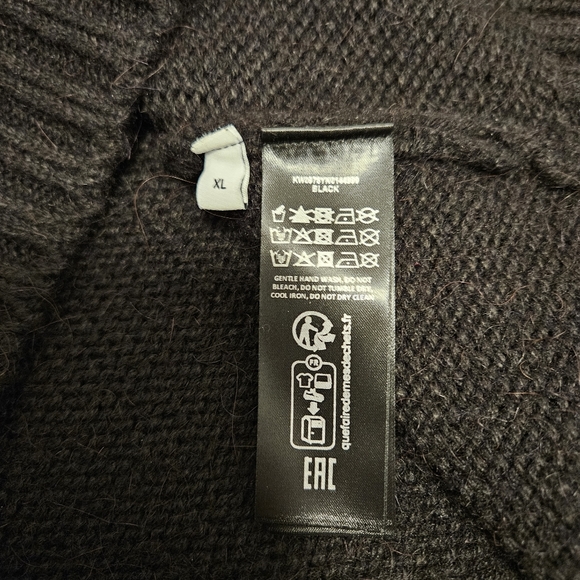 XL
BLACK
GENTLE HAND WASH, DO NOT
BLEACH, DO NOT TUMBLE DRY,
COOL IRON, DO NOT DRY CLEAN
FR
quefairedemesdechets.fr
EAC